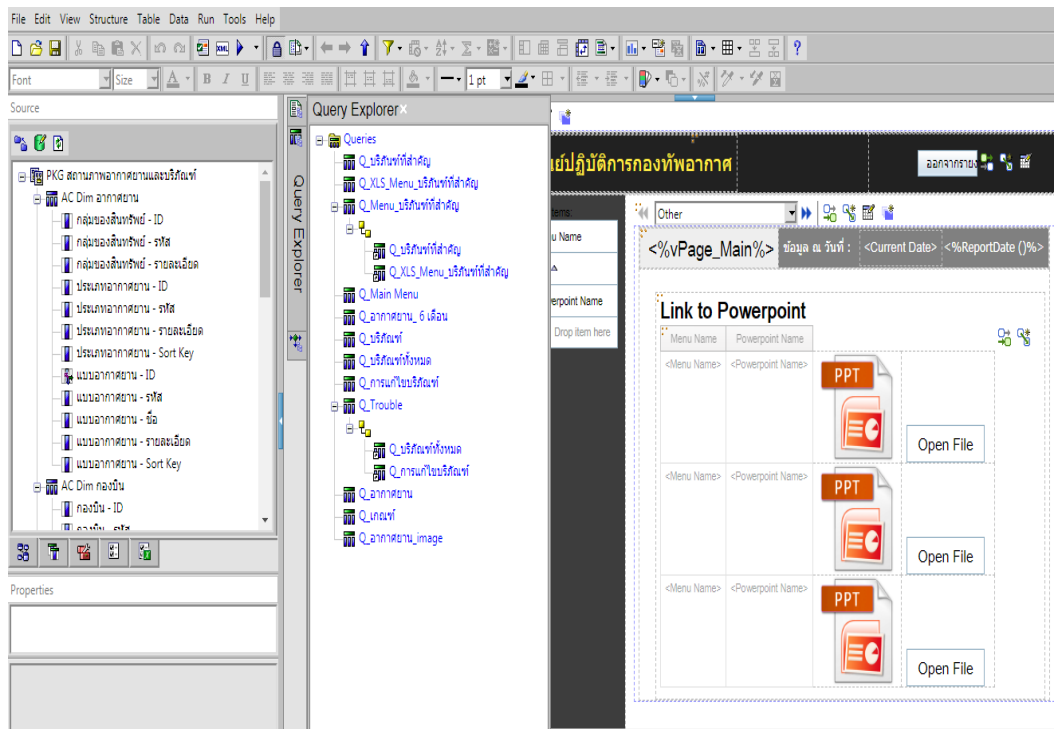 File Edit View Structure Table Data Run Tools Help
Font Size A B I U 1 pt
Source
PKG สถานภาพอากาศยานและบริภัณฑ์
AC Dim อากาศยาน
กลุ่มของสินทรัพย์ - ID
กลุ่มของสินทรัพย์ - รหัส
กลุ่มของสินทรัพย์ - รายละเอียด
ประเภทอากาศยาน - ID
ประเภทอากาศยาน - รหัส
ประเภทอากาศยาน - รายละเอียด
ประเภทอากาศยาน - Sort Key
แบบอากาศยาน - ID
แบบอากาศยาน - รหัส
แบบอากาศยาน - ชื่อ
แบบอากาศยาน - รายละเอียด
แบบอากาศยาน - Sort Key
AC Dim กองบิน
กองบิน - ID
กองบิน - รหัส
Properties
Query Explorer
Query Explorer
Queries
Q_บริภัณฑ์ที่สำคัญ
Q_XLS_Menu_บริภัณฑ์ที่สำคัญ
Q_Menu_บริภัณฑ์ที่สำคัญ
Q_บริภัณฑ์ที่สำคัญ
Q_XLS_Menu_บริภัณฑ์ที่สำคัญ
Q_Main Menu
Q_อากาศยาน_ 6 เดือน
Q_บริภัณฑ์
Q_บริภัณฑ์ทั้งหมด
Q_การแก้ไขบริภัณฑ์
Q_Trouble
Q_บริภัณฑ์ทั้งหมด
Q_การแก้ไขบริภัณฑ์
Q_อากาศยาน
Q_เกณฑ์
Q_อากาศยาน_image
นย์ปฏิบัติการกองทัพอากาศ
ออกจากรายง
tems:
u Name
erpoint Name
Drop item here
Other
<%vPage_Main%> ข้อมูล ณ วันที่ : <Current Date> <%ReportDate ()%>
Link to Powerpoint
Menu Name Powerpoint Name
<Menu Name> <Powerpoint Name> PPT
Open File
<Menu Name> <Powerpoint Name> PPT
Open File
<Menu Name> <Powerpoint Name> PPT
Open File